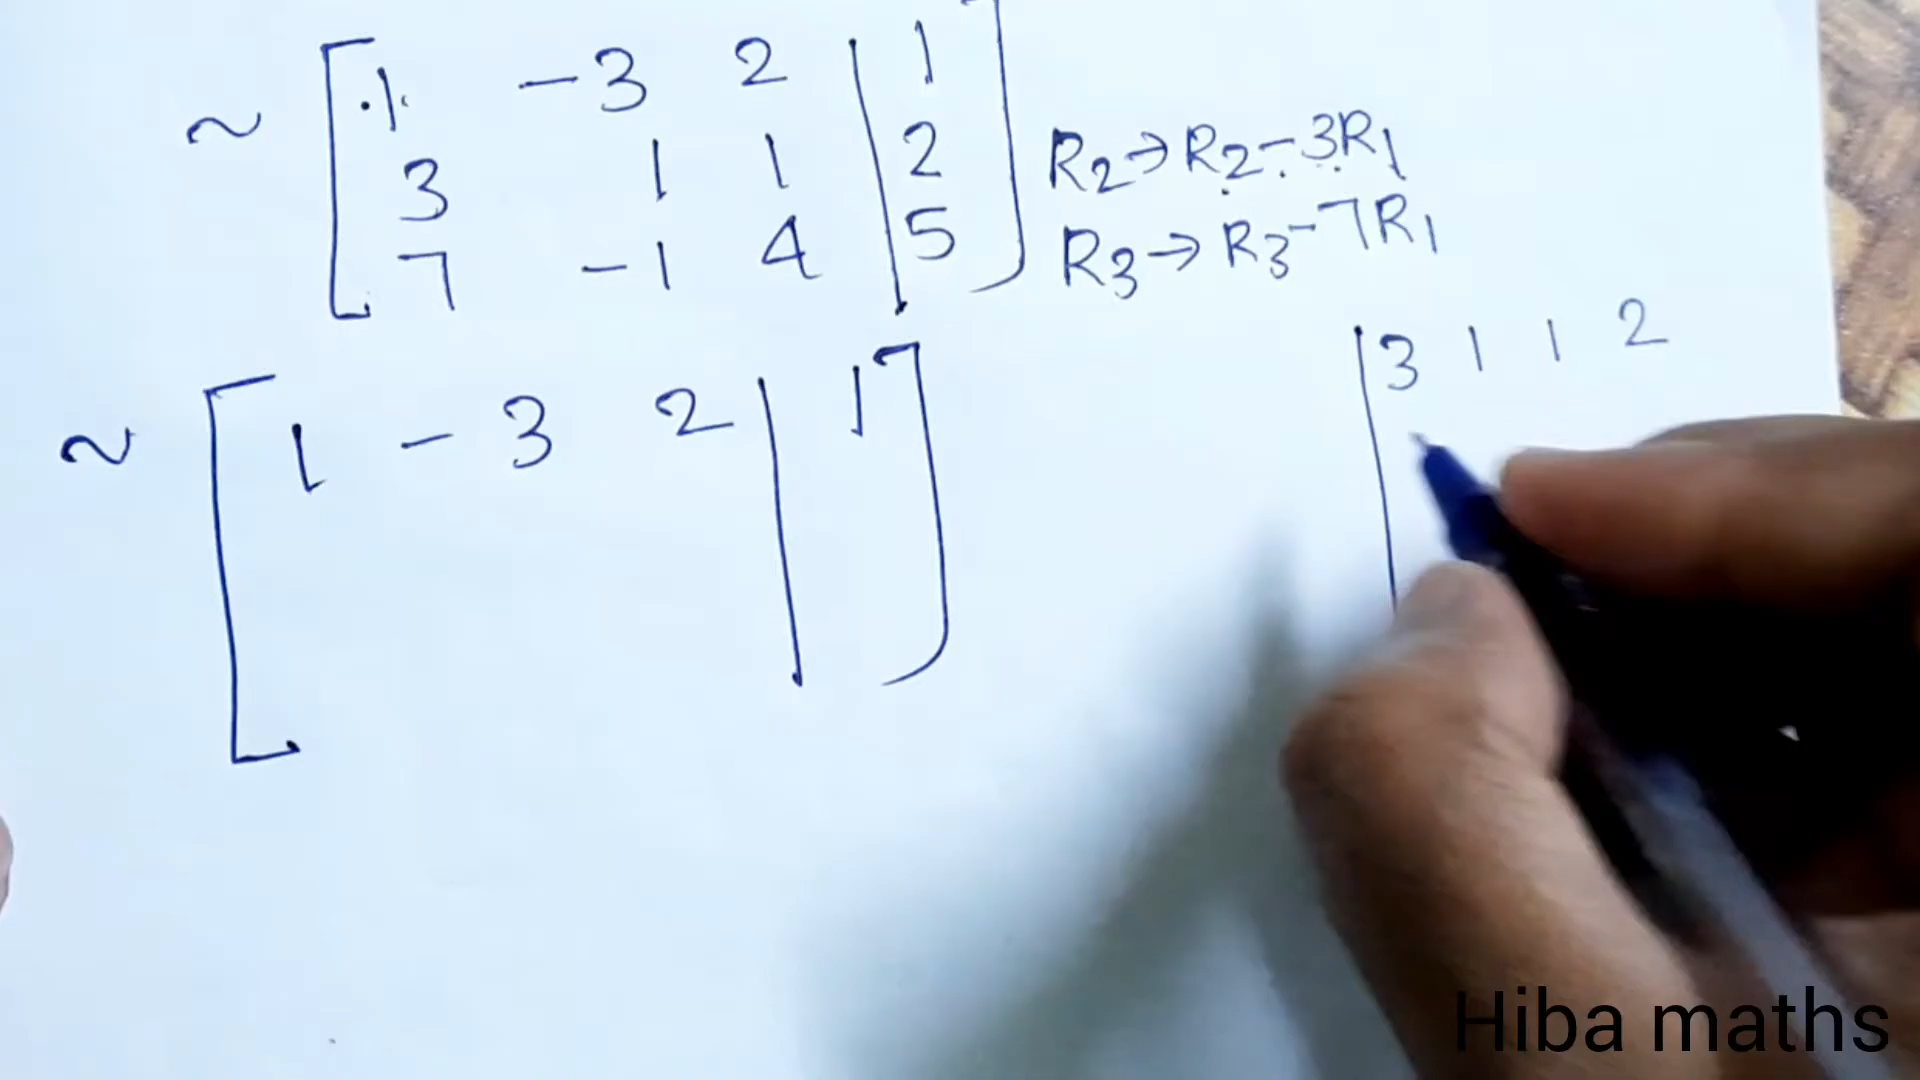 ~ [ 1 -3 2 | 1 ]
3 1 1 | 2 R2→R2-3R1
7 -1 4 | 5 R3→R3-7R1
3 1 1 2
~ [ 1 -3 2 | 1 ]
Hiba maths